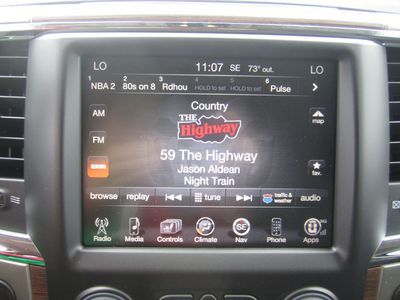 LO 11:07 SE 73° out. LO
1 NBA 2 2 80s on 8 3 Rdhou 4 HOLD to set 5 HOLD to set 6 Pulse
Country
AM
THE Highway
map
FM
59 The Highway
Jason Aldean
fav.
Night Train
browse replay tune traffic & weather audio
Radio Media Controls Climate Nav Phone Apps